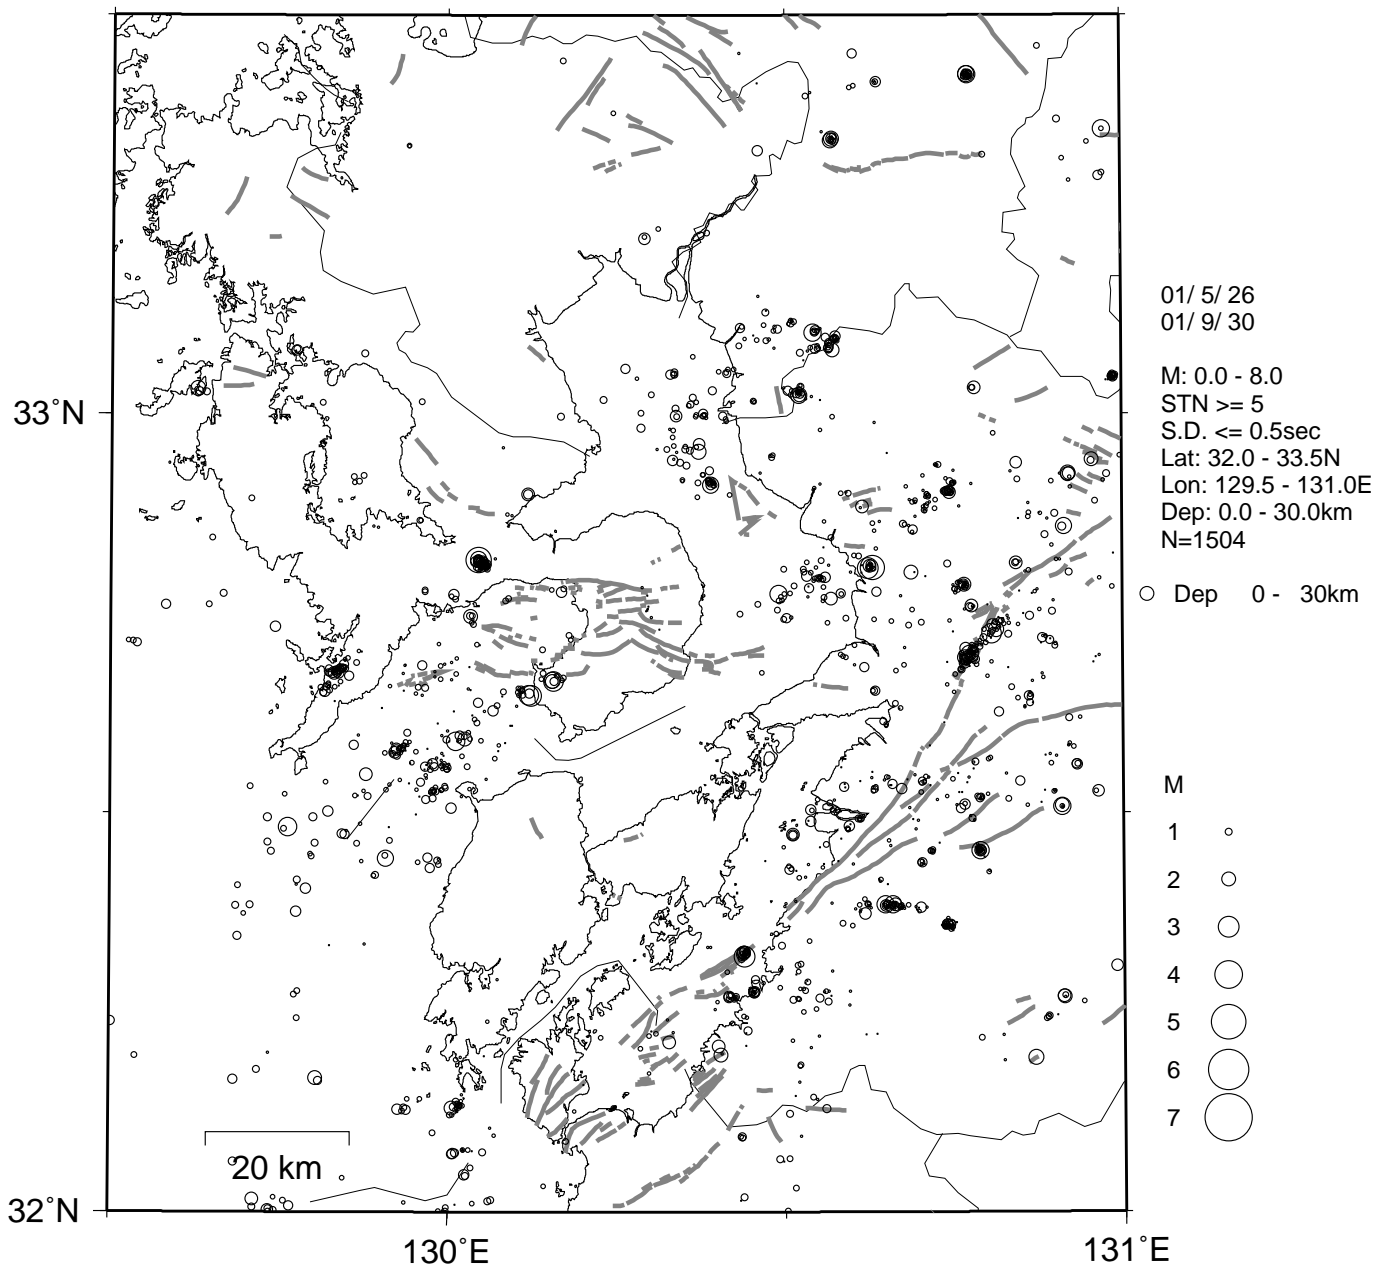 01/ 5/ 26
01/ 9/ 30
M: 0.0 - 8.0
STN >= 5
S.D. <= 0.5sec
Lat: 32.0 - 33.5N
Lon: 129.5 - 131.0E
Dep: 0.0 - 30.0km
N=1504
Dep 0 - 30km
M
1
2
3
4
5
6
7
33°N
32°N
20 km
130°E
131°E